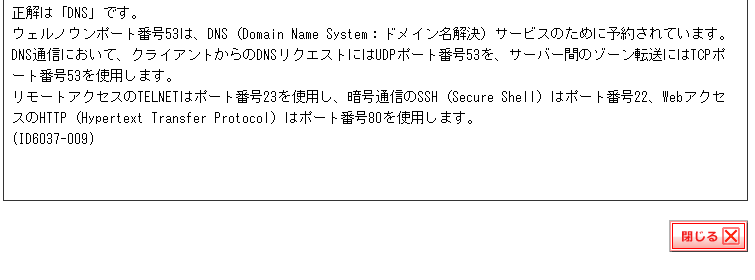 正解は「DNS」です。
ウェルノウンポート番号53は、DNS（Domain Name System：ドメイン名解決）サービスのために予約されています。
DNS通信において、クライアントからのDNSリクエストにはUDPポート番号53を、サーバー間のゾーン転送にはTCPポ
ート番号53を使用します。
リモートアクセスのTELNETはポート番号23を使用し、暗号通信のSSH（Secure Shell）はポート番号22、Webアクセ
スのHTTP（Hypertext Transfer Protocol）はポート番号80を使用します。
(ID6037-009)
閉じる